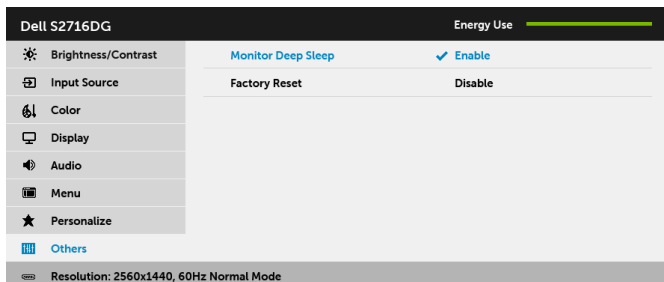 Dell S2716DG Energy Use
Brightness/Contrast Monitor Deep Sleep Enable
Input Source Factory Reset Disable
Color
Display
Audio
Menu
Personalize
Others
Resolution: 2560x1440, 60Hz Normal Mode